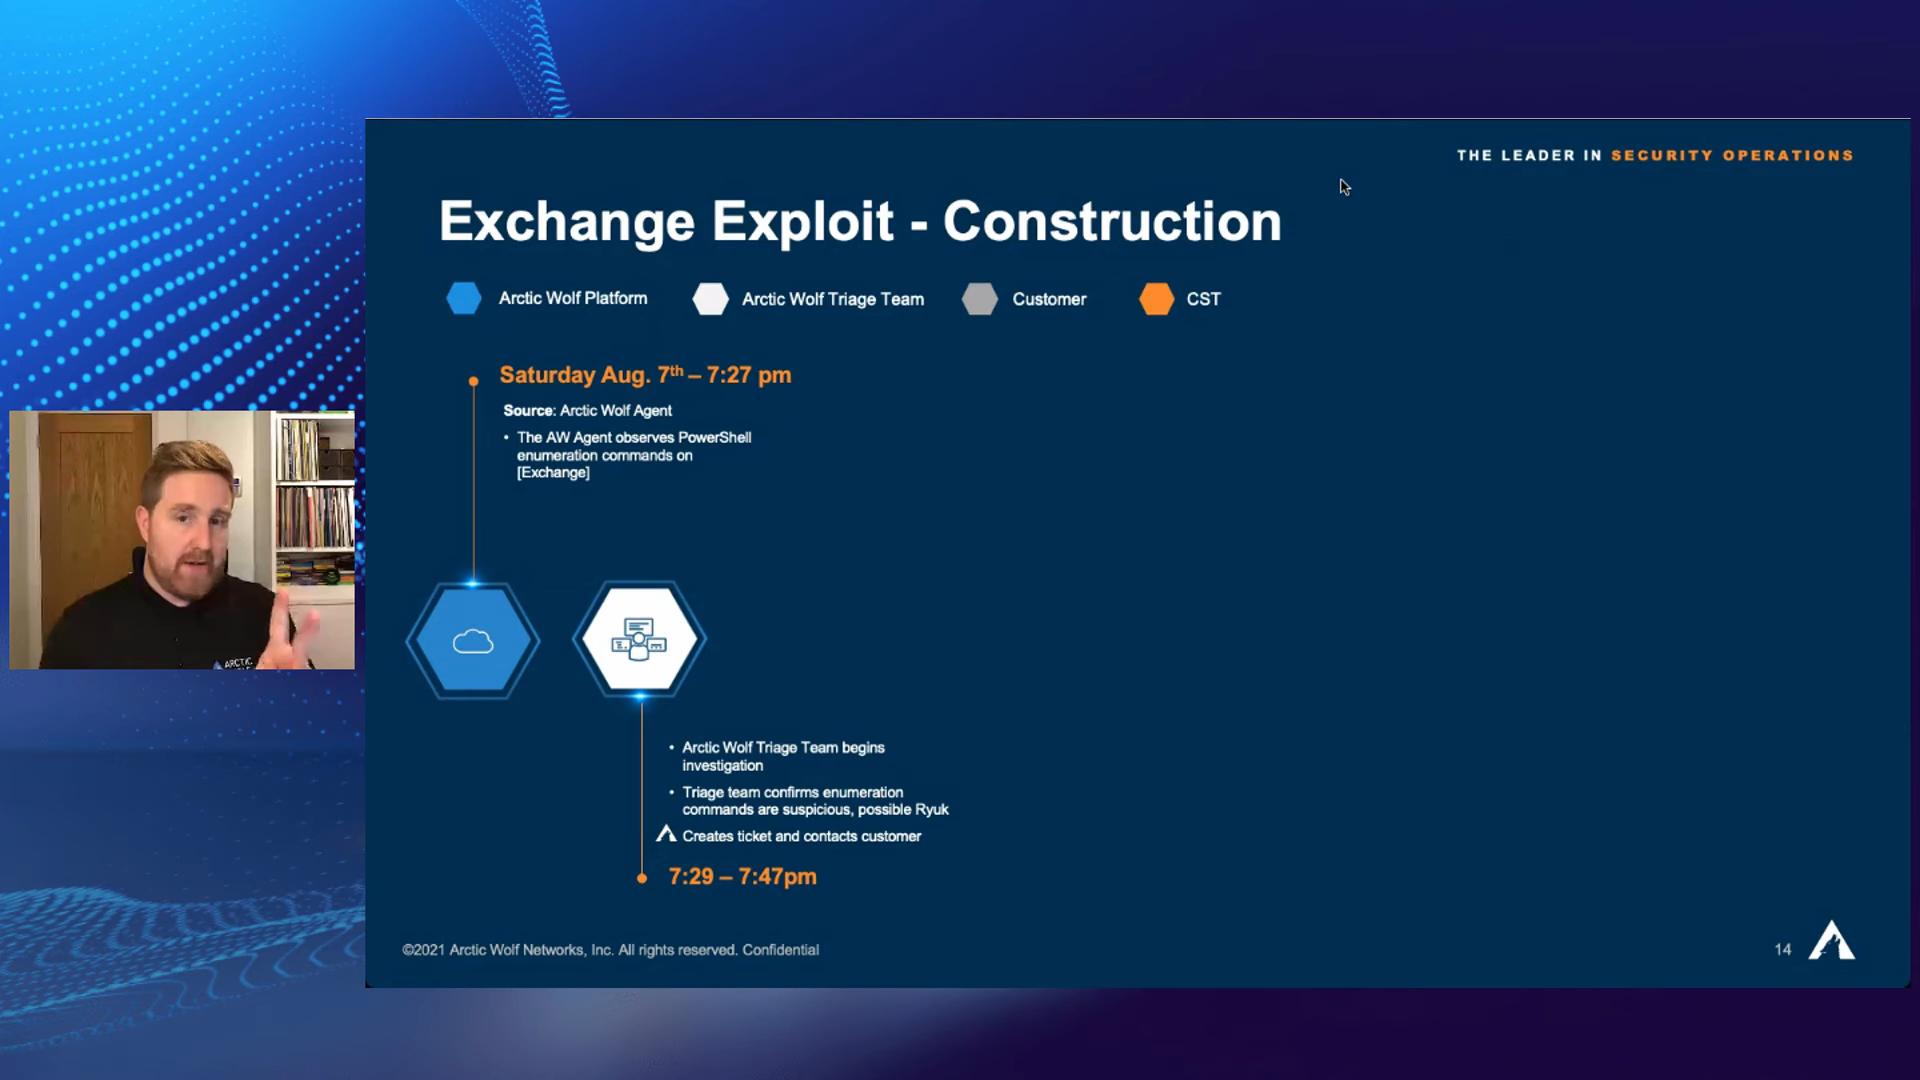 THE LEADER IN SECURITY OPERATIONS
Exchange Exploit - Construction
Arctic Wolf Platform
Arctic Wolf Triage Team
Customer
CST
Saturday Aug. 7th – 7:27 pm
Source: Arctic Wolf Agent
• The AW Agent observes PowerShell
enumeration commands on
[Exchange]
ARCTIC
• Arctic Wolf Triage Team begins
investigation
• Triage team confirms enumeration
commands are suspicious, possible Ryuk
Creates ticket and contacts customer
7:29 – 7:47pm
©2021 Arctic Wolf Networks, Inc. All rights reserved. Confidential
14